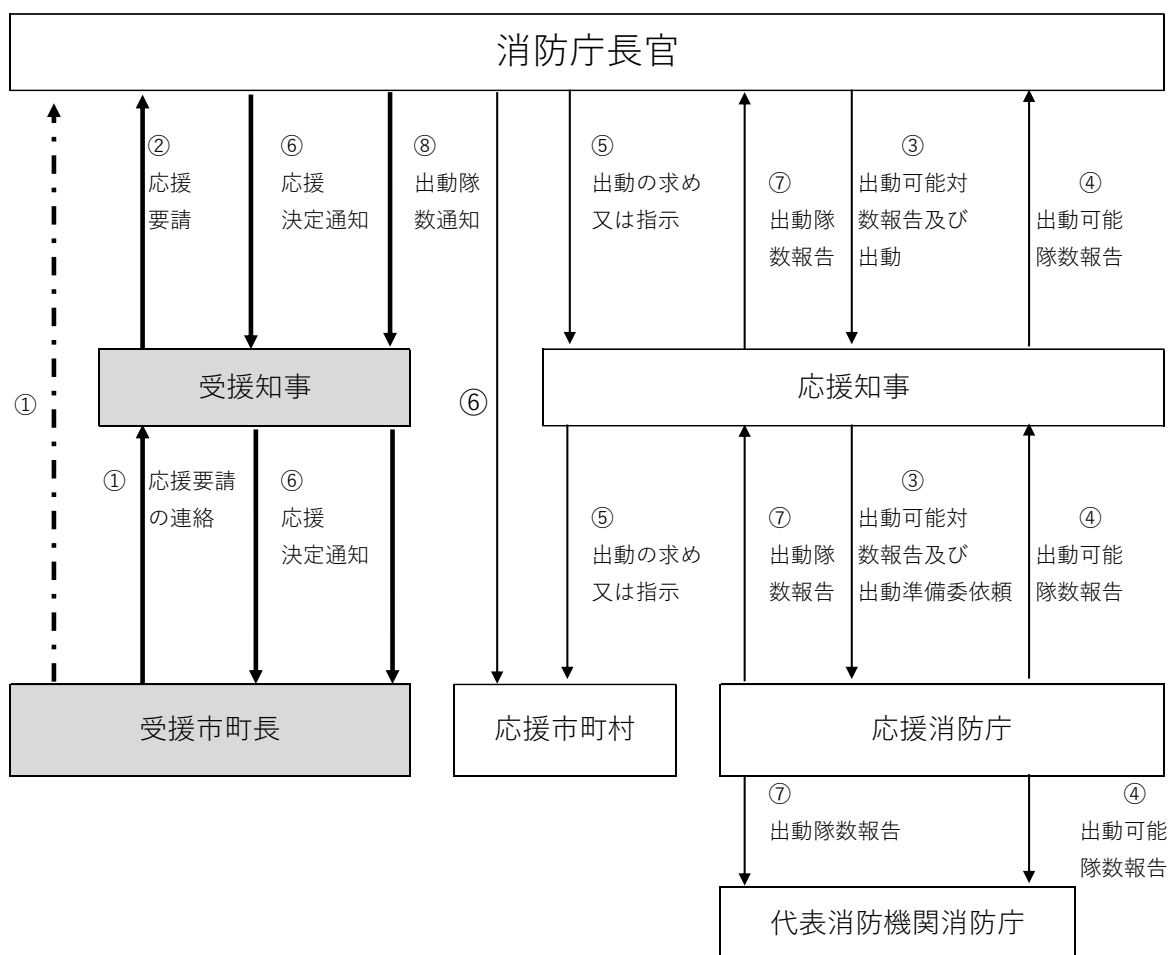 消防庁長官
②
応援
要請
⑥
応援
決定通知
⑧
出動隊
数通知
⑤
出動の求め
又は指示
⑦
出動隊
数報告
③
出動可能対
数報告及び
出動
④
出動可能
隊数報告
①
受援知事
⑥
応援知事
①
応援要請
の連絡
⑥
応援
決定通知
⑤
出動の求め
又は指示
⑦
出動隊
数報告
③
出動可能対
数報告及び
出動準備委依頼
④
出動可能
隊数報告
受援市町長
応援市町村
応援消防庁
⑦
出動隊数報告
④
出動可能
隊数報告
代表消防機関消防庁